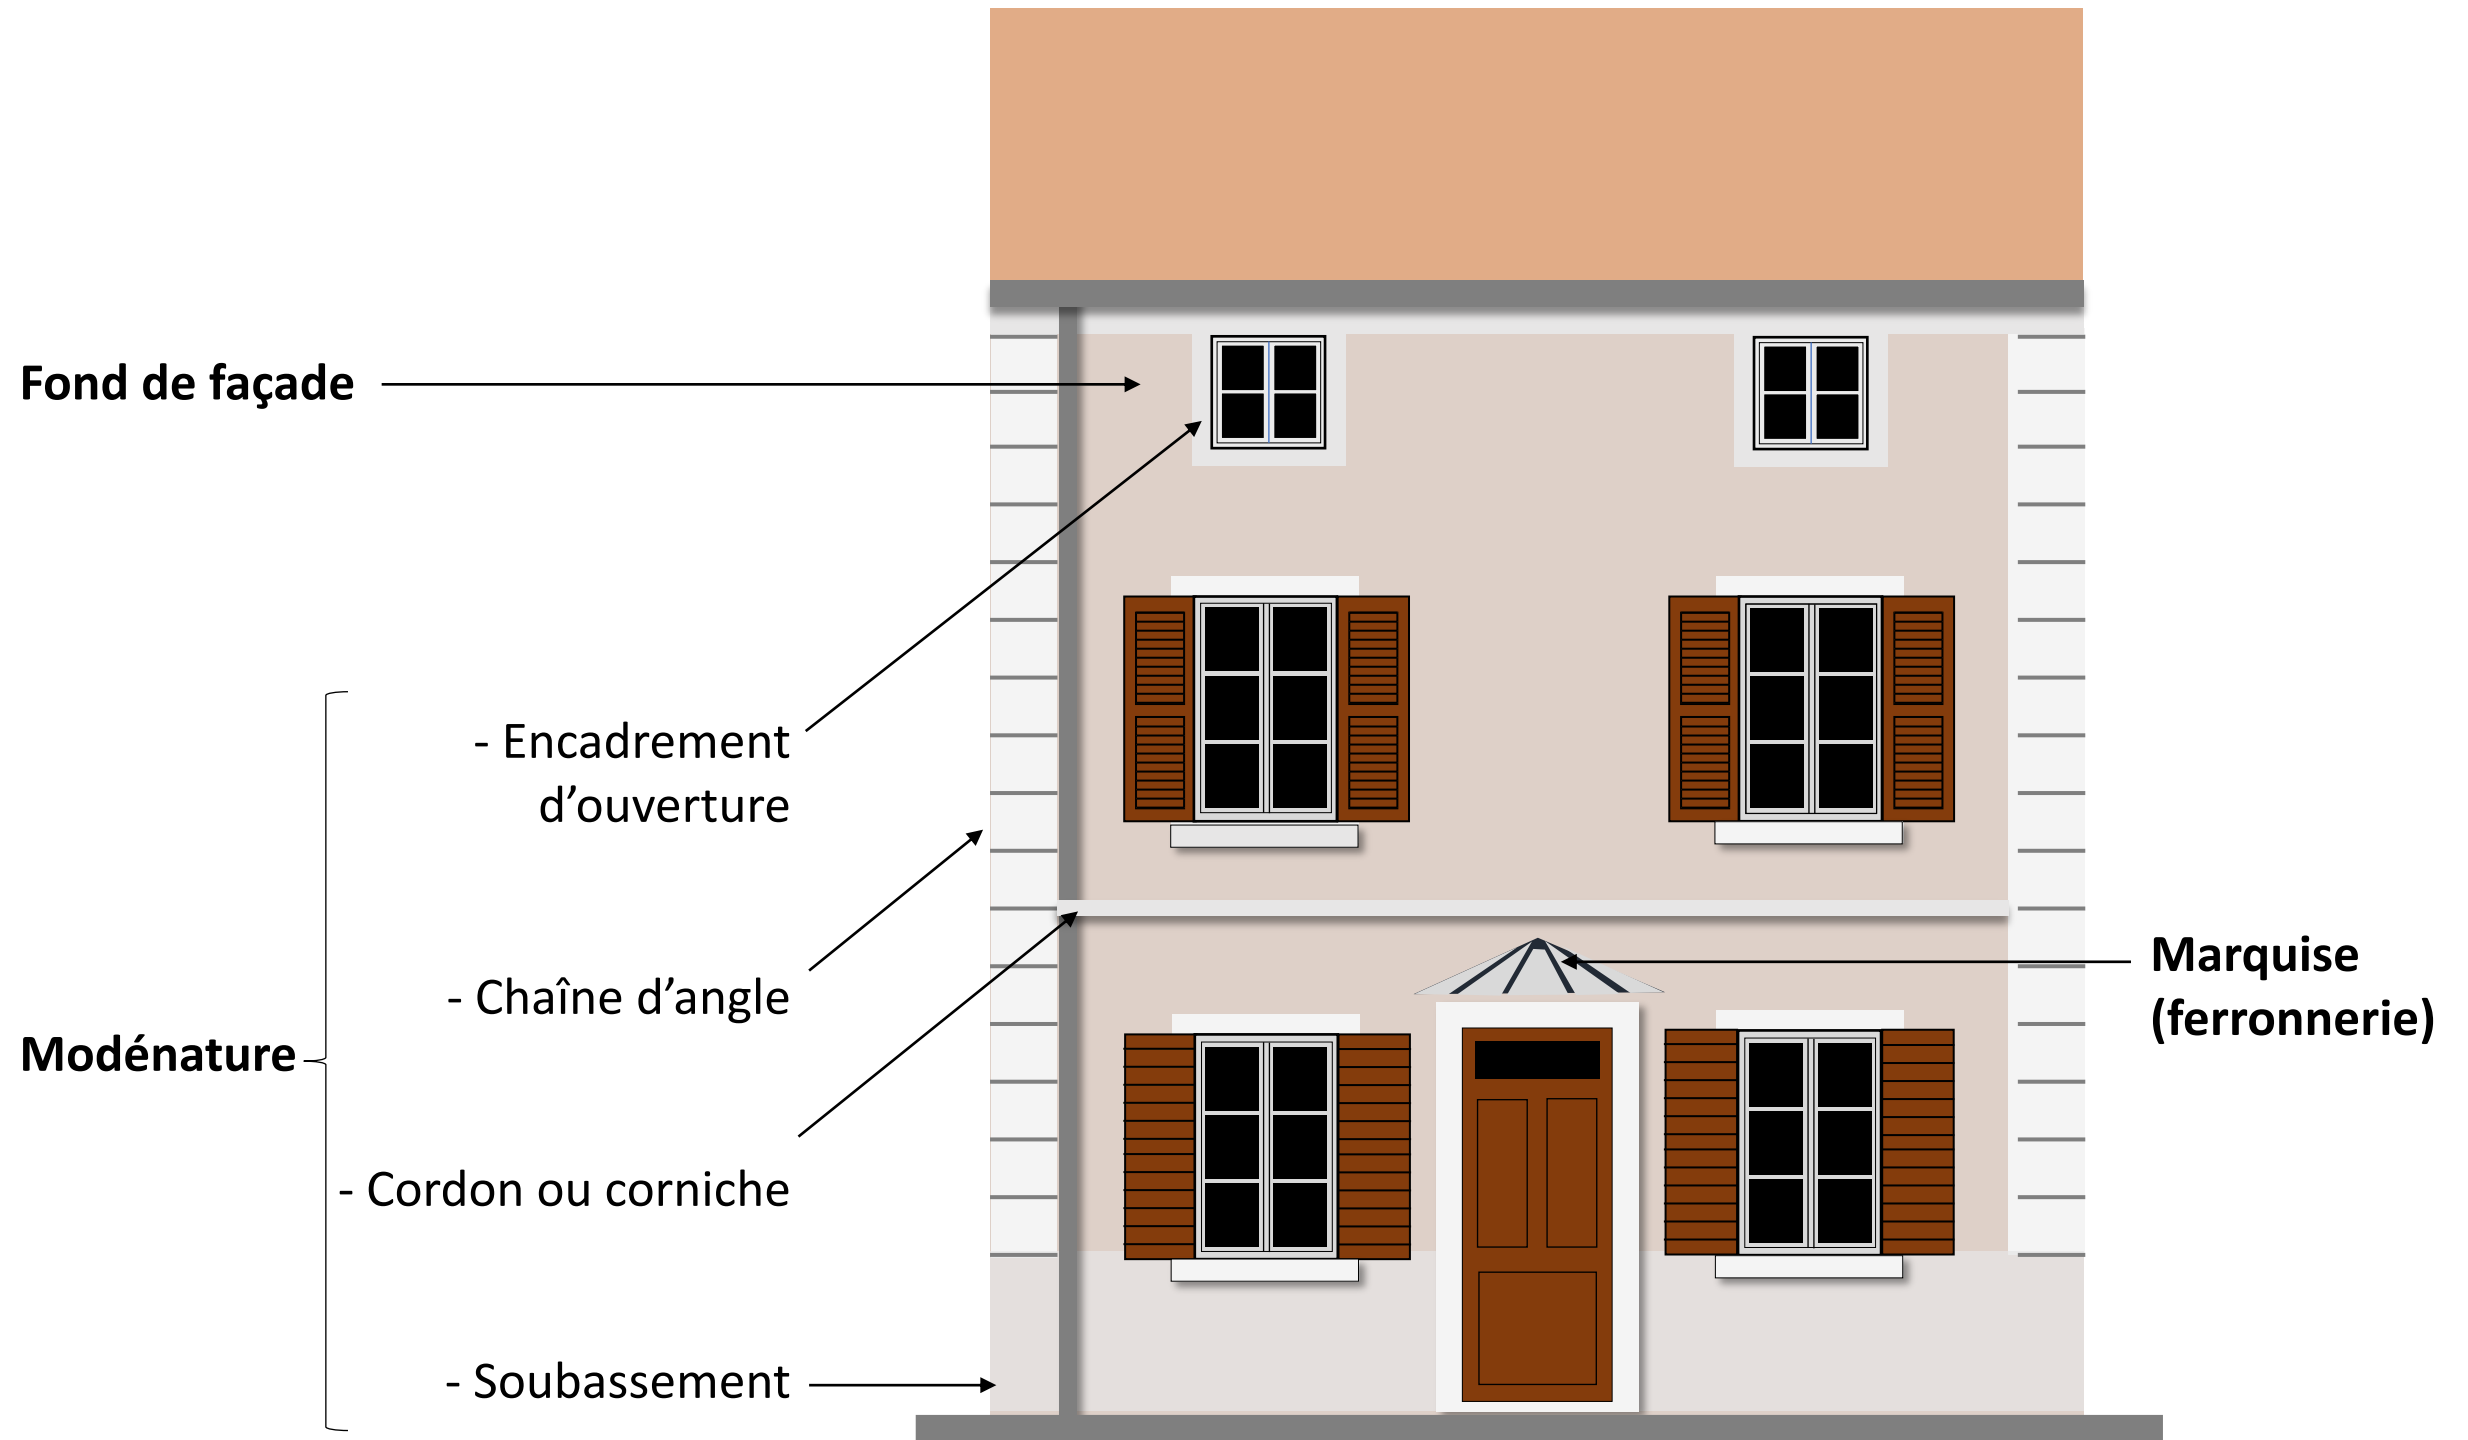 Fond de façade
- Encadrement
d’ouverture
- Chaîne d’angle
Modénature
- Cordon ou corniche
- Soubassement
Marquise
(ferronnerie)